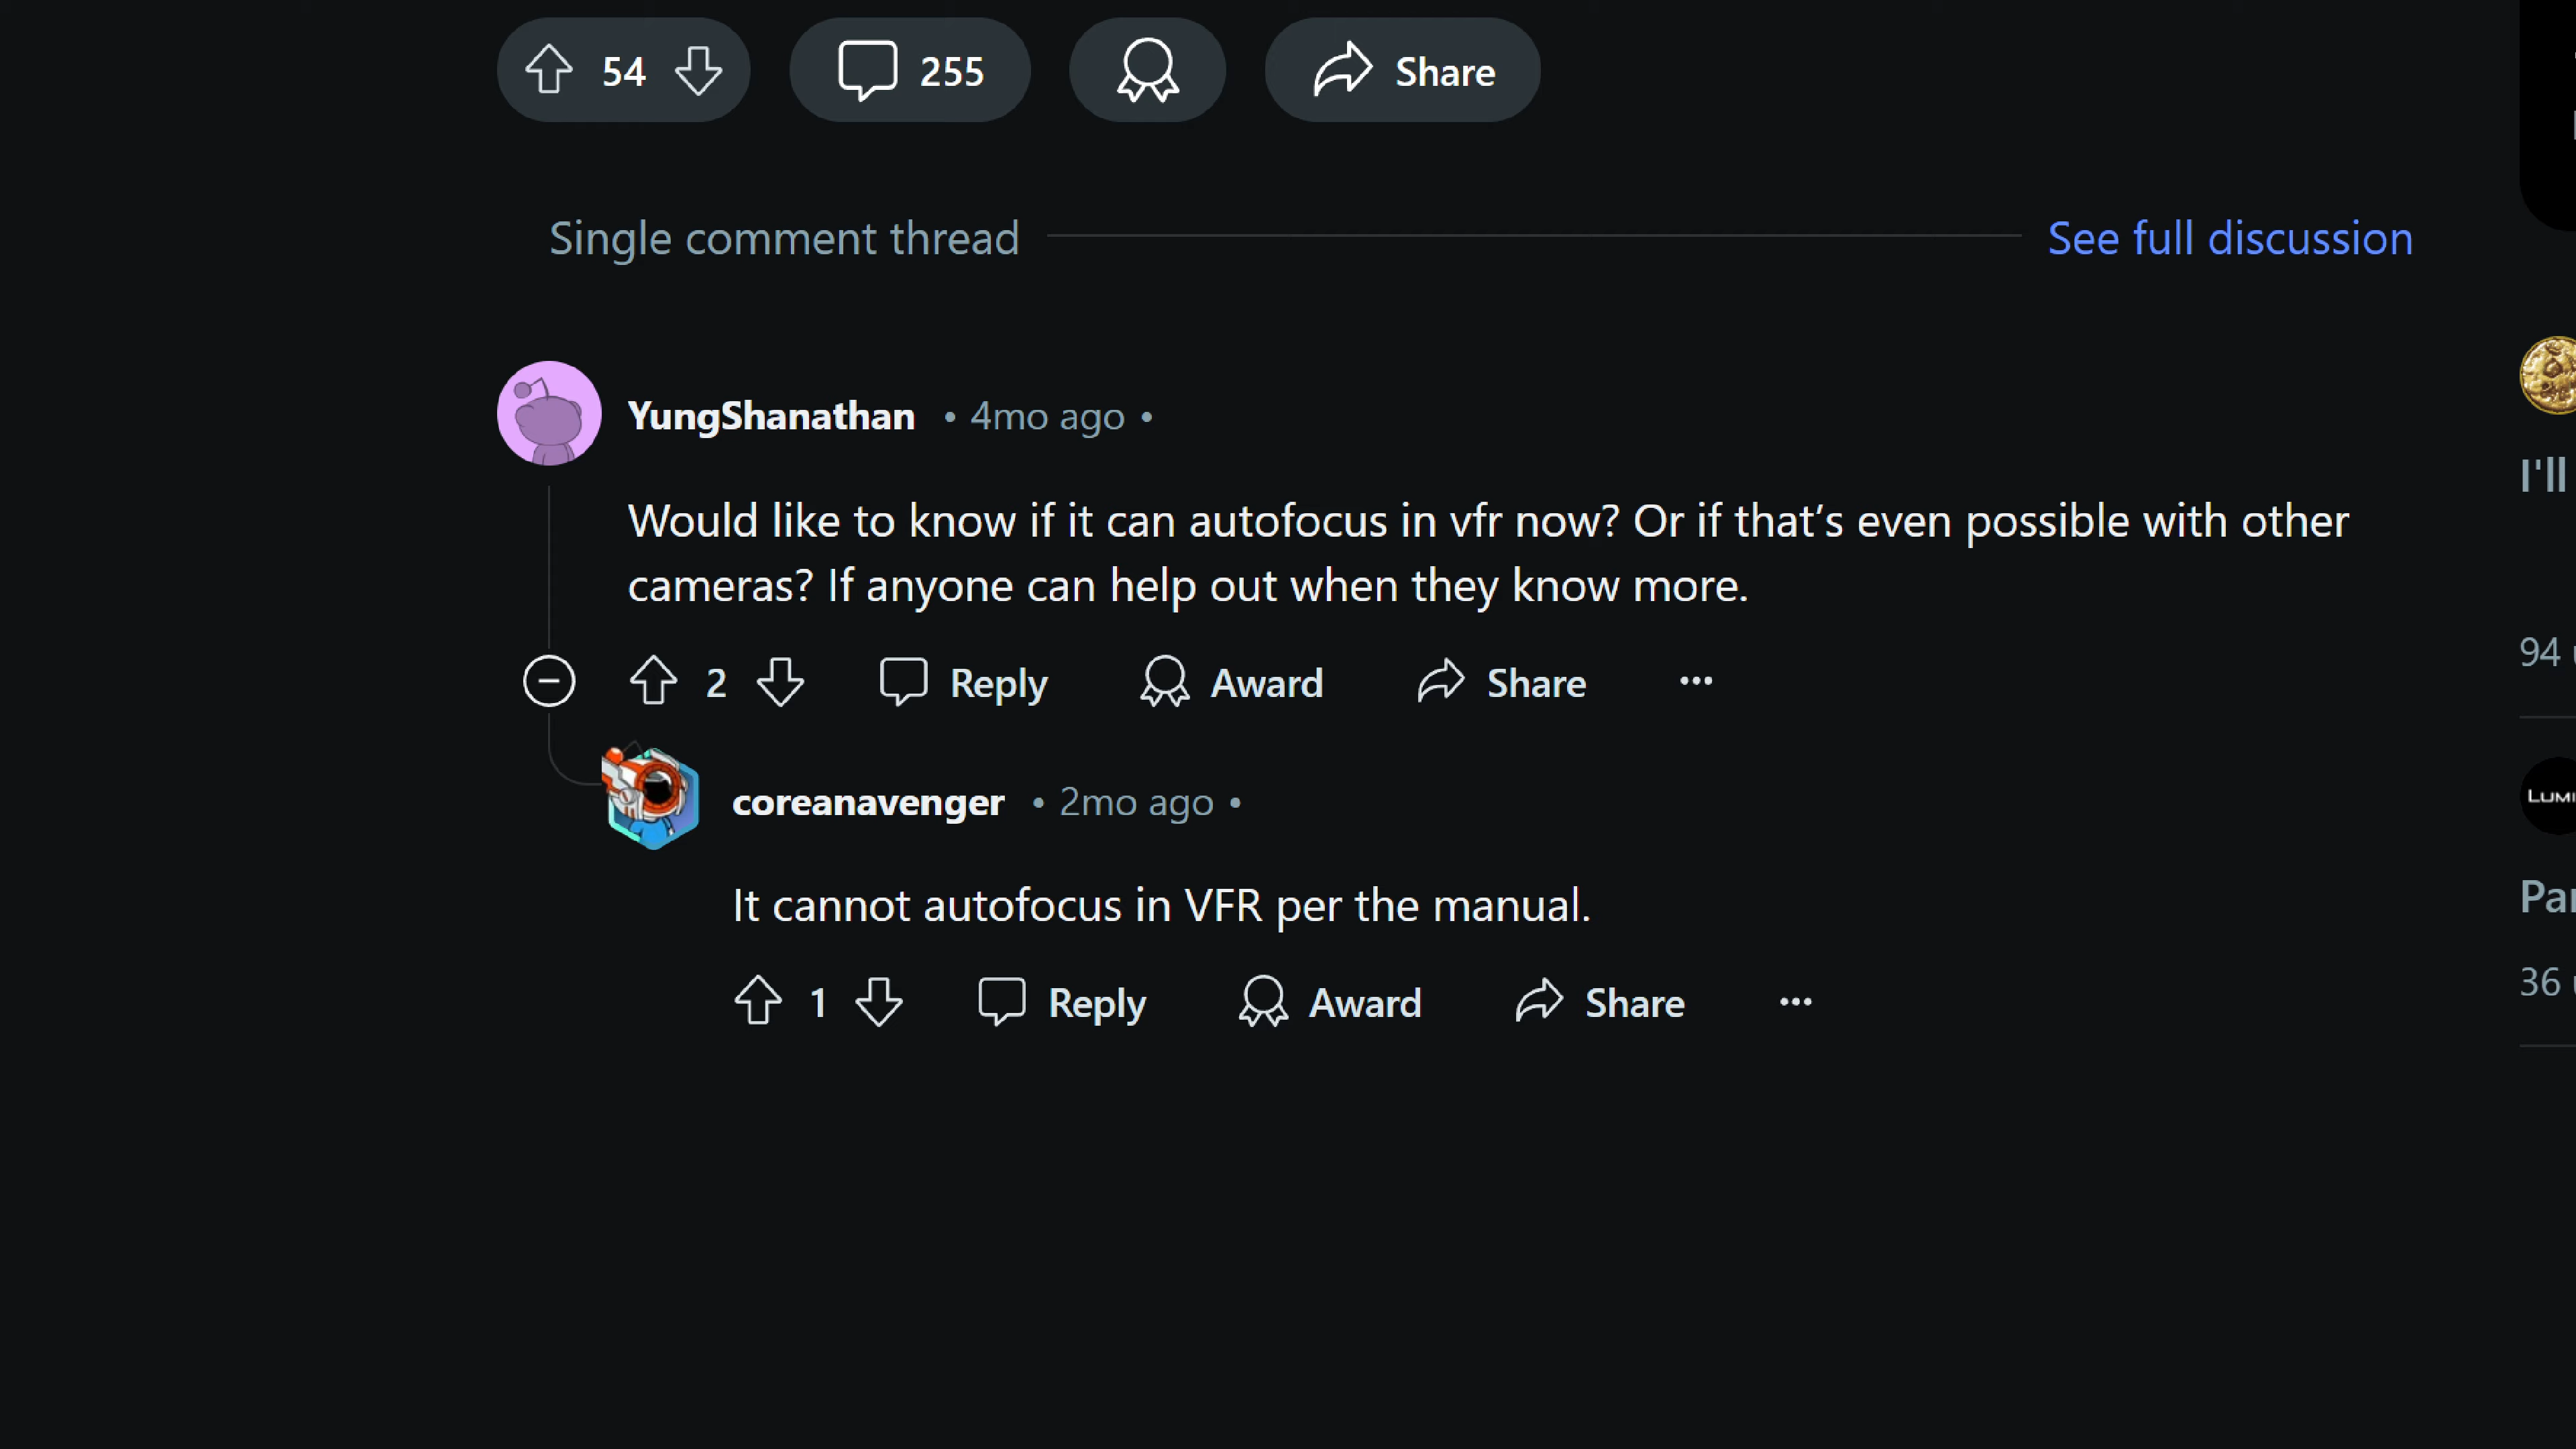 54 255 Share
Single comment thread See full discussion
YungShanathan • 4mo ago •
I'll
Would like to know if it can autofocus in vfr now? Or if that’s even possible with other
cameras? If anyone can help out when they know more.
94
2 Reply Award Share ...
coreanavenger • 2mo ago •
LUMI
It cannot autofocus in VFR per the manual.
36
1 Reply Award Share ...